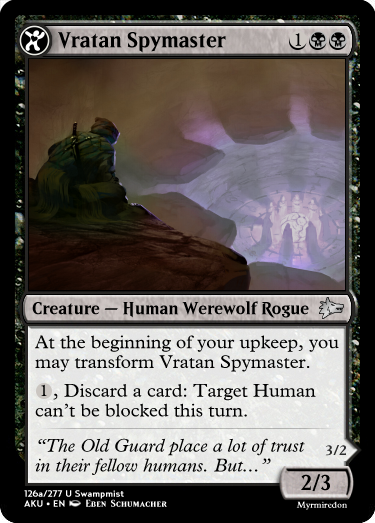 Vratan Spymaster 1
Creature — Human Werewolf Rogue
At the beginning of your upkeep, you
may transform Vratan Spymaster.
1, Discard a card: Target Human
can't be blocked this turn.
“The Old Guard place a lot of trust
in their fellow humans. But…”
3/2
2/3
126a/277 U Swampmist
AKU • EN Eben Schumacher
Myrmiredon